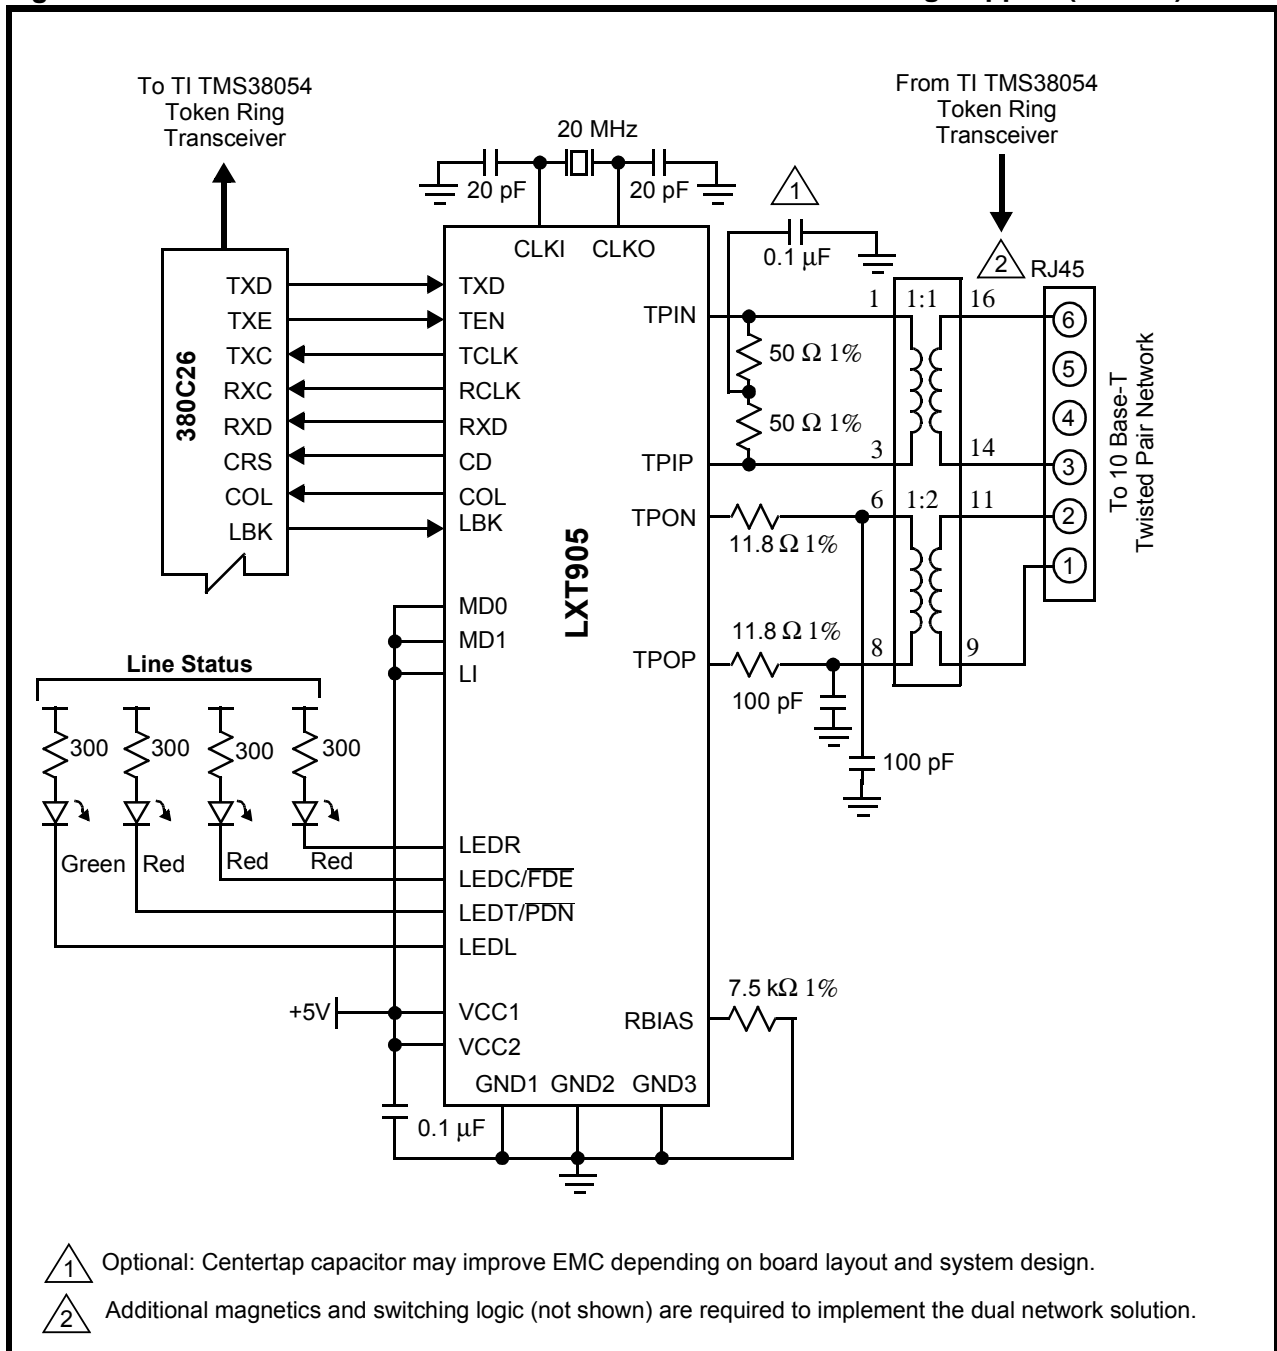 To TI TMS38054
Token Ring
Transceiver
From TI TMS38054
Token Ring
Transceiver
20 MHz
20 pF
20 pF
1
0.1 μF
2
RJ45
CLKI
CLKO
380C26
TXD
TXE
TXC
RXC
RXD
CRS
COL
LBK
LXT905
TXD
TEN
TCLK
RCLK
RXD
CD
COL
LBK
MD0
MD1
LI
LEDR
LEDC/FDE
LEDT/PDN
LEDL
VCC1
VCC2
GND1
GND2
GND3
TPIN
TPIP
TPON
TPOP
RBIAS
50 Ω 1%
50 Ω 1%
11.8 Ω 1%
11.8 Ω 1%
100 pF
100 pF
7.5 kΩ 1%
1
1:1
16
3
14
6
1:2
11
8
9
6
5
4
3
2
1
To 10 Base-T
Twisted Pair Network
Line Status
300
300
300
300
Green
Red
Red
Red
+5V
0.1 μF
1 Optional: Centertap capacitor may improve EMC depending on board layout and system design.
2 Additional magnetics and switching logic (not shown) are required to implement the dual network solution.